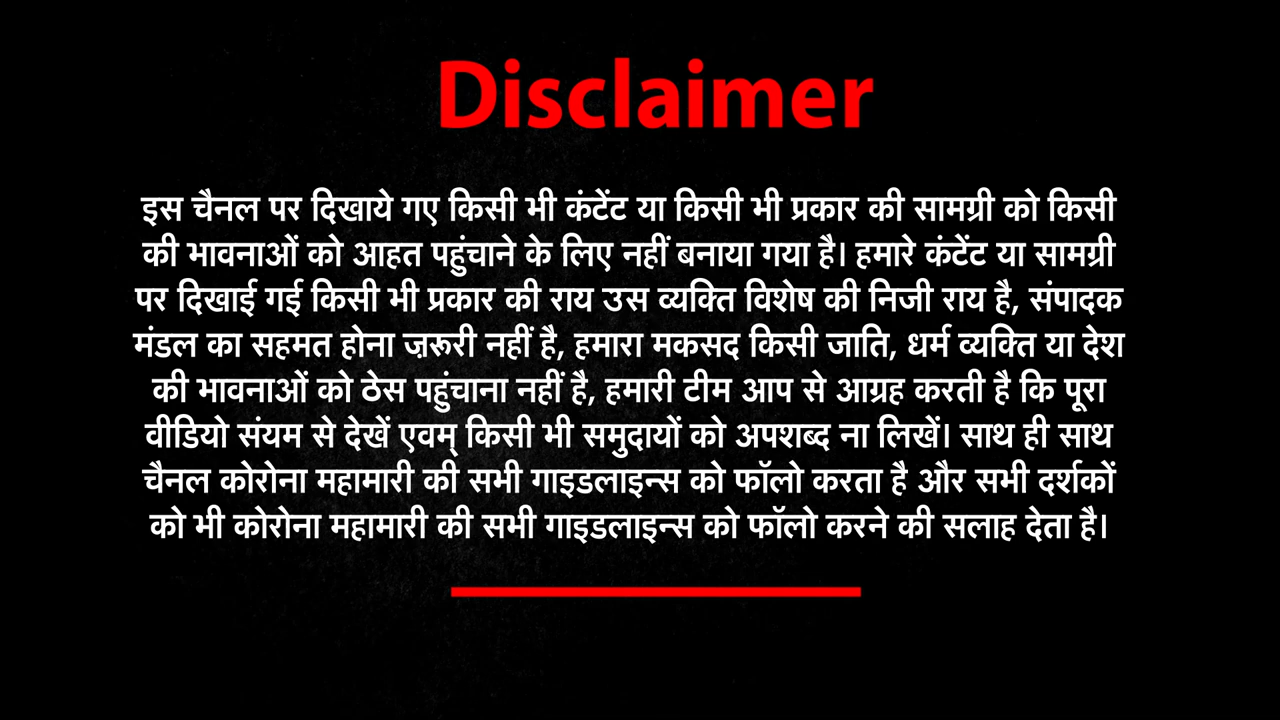 Disclaimer
इस चैनल पर दिखाये गए किसी भी कंटेंट या किसी भी प्रकार की सामग्री को किसी
की भावनाओं को आहत पहुंचाने के लिए नहीं बनाया गया है। हमारे कंटेंट या सामग्री
पर दिखाई गई किसी भी प्रकार की राय उस व्यक्ति विशेष की निजी राय है, संपादक
मंडल का सहमत होना ज़रूरी नहीं है, हमारा मकसद किसी जाति, धर्म व्यक्ति या देश
की भावनाओं को ठेस पहुंचाना नहीं है, हमारी टीम आप से आग्रह करती है कि पूरा
वीडियो संयम से देखें एवम् किसी भी समुदायों को अपशब्द ना लिखें। साथ ही साथ
चैनल कोरोना महामारी की सभी गाइडलाइन्स को फॉलो करता है और सभी दर्शकों
को भी कोरोना महामारी की सभी गाइडलाइन्स को फॉलो करने की सलाह देता है।